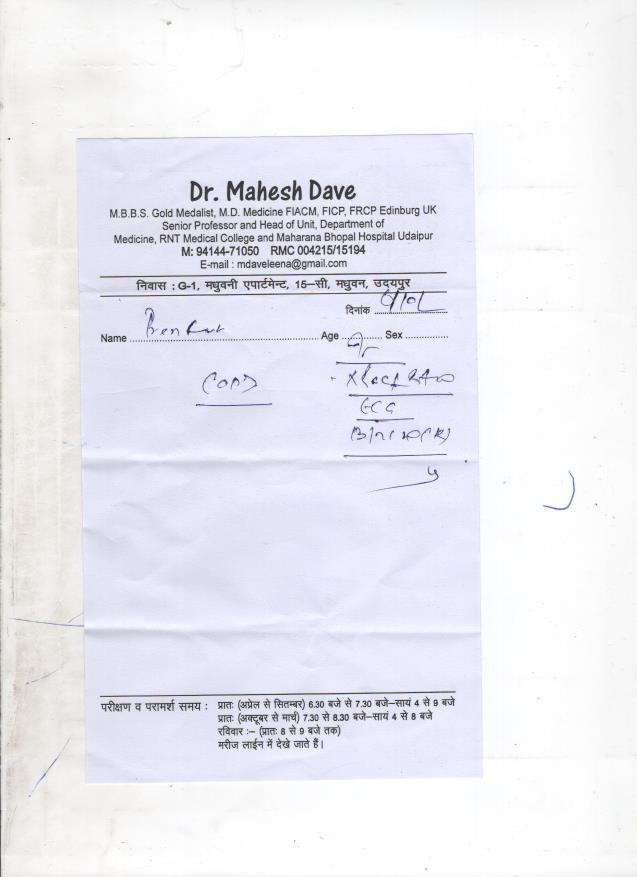 Dr. Mahesh Dave
M.B.B.S. Gold Medalist, M.D. Medicine FIACM, FICP, FRCP Edinburg UK
Senior Professor and Head of Unit, Department of
Medicine, RNT Medical College and Maharana Bhopal Hospital Udaipur
M: 94144-71050 RMC 004215/15194
E-mail : mdaveleena@gmail.com
निवास : G-1, मधुवनी एपार्टमेन्ट, 15–सी, मधुवन, उदयपुर
दिनांक
Name Age Sex
COPD
ECG
परीक्षण व परामर्श समय : प्रातः (अप्रेल से सितम्बर) 6.30 बजे से 7.30 बजे–सायं 4 से 9 बजे
प्रातः (अक्टूबर से मार्च) 7.30 से 8.30 बजे–सायं 4 से 8 बजे
रविवार :– (प्रातः 8 से 9 बजे तक)
मरीज लाईन में देखे जाते हैं।